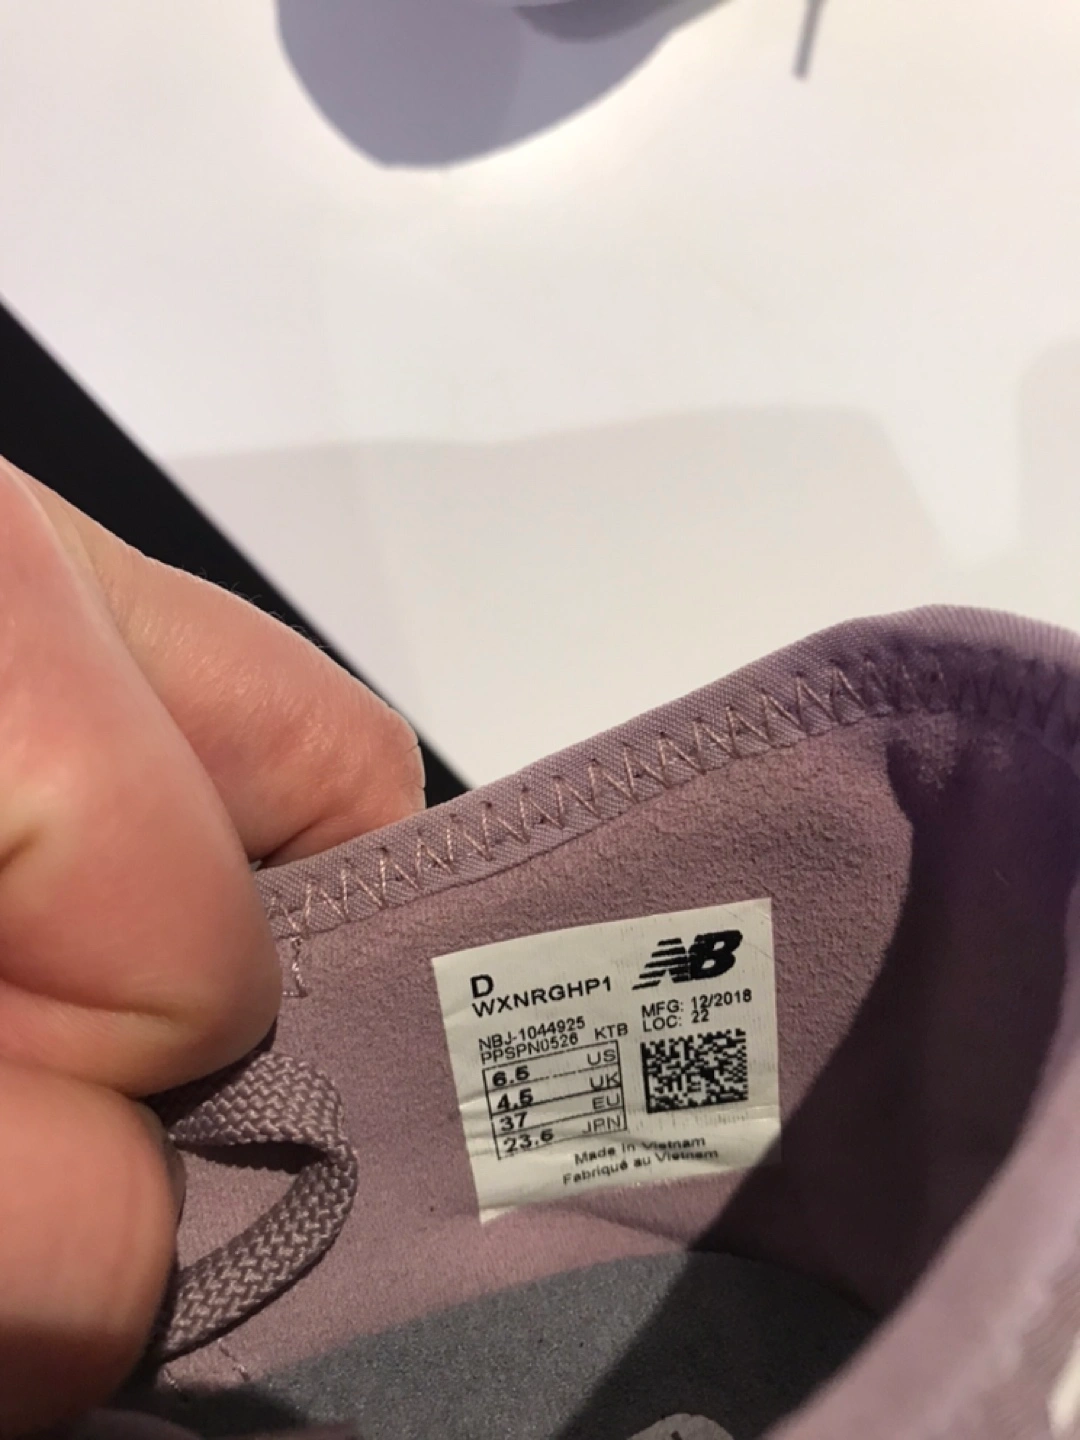 D
WXNRGHP1
NB
NBJ-1044925
PPSPN0526 KTB
MFG: 12/2018
LOC: 22
6.5 US
4.5 UK
37 EU
23.5 JPN
Made in Vietnam
Fabriqué au Vietnam